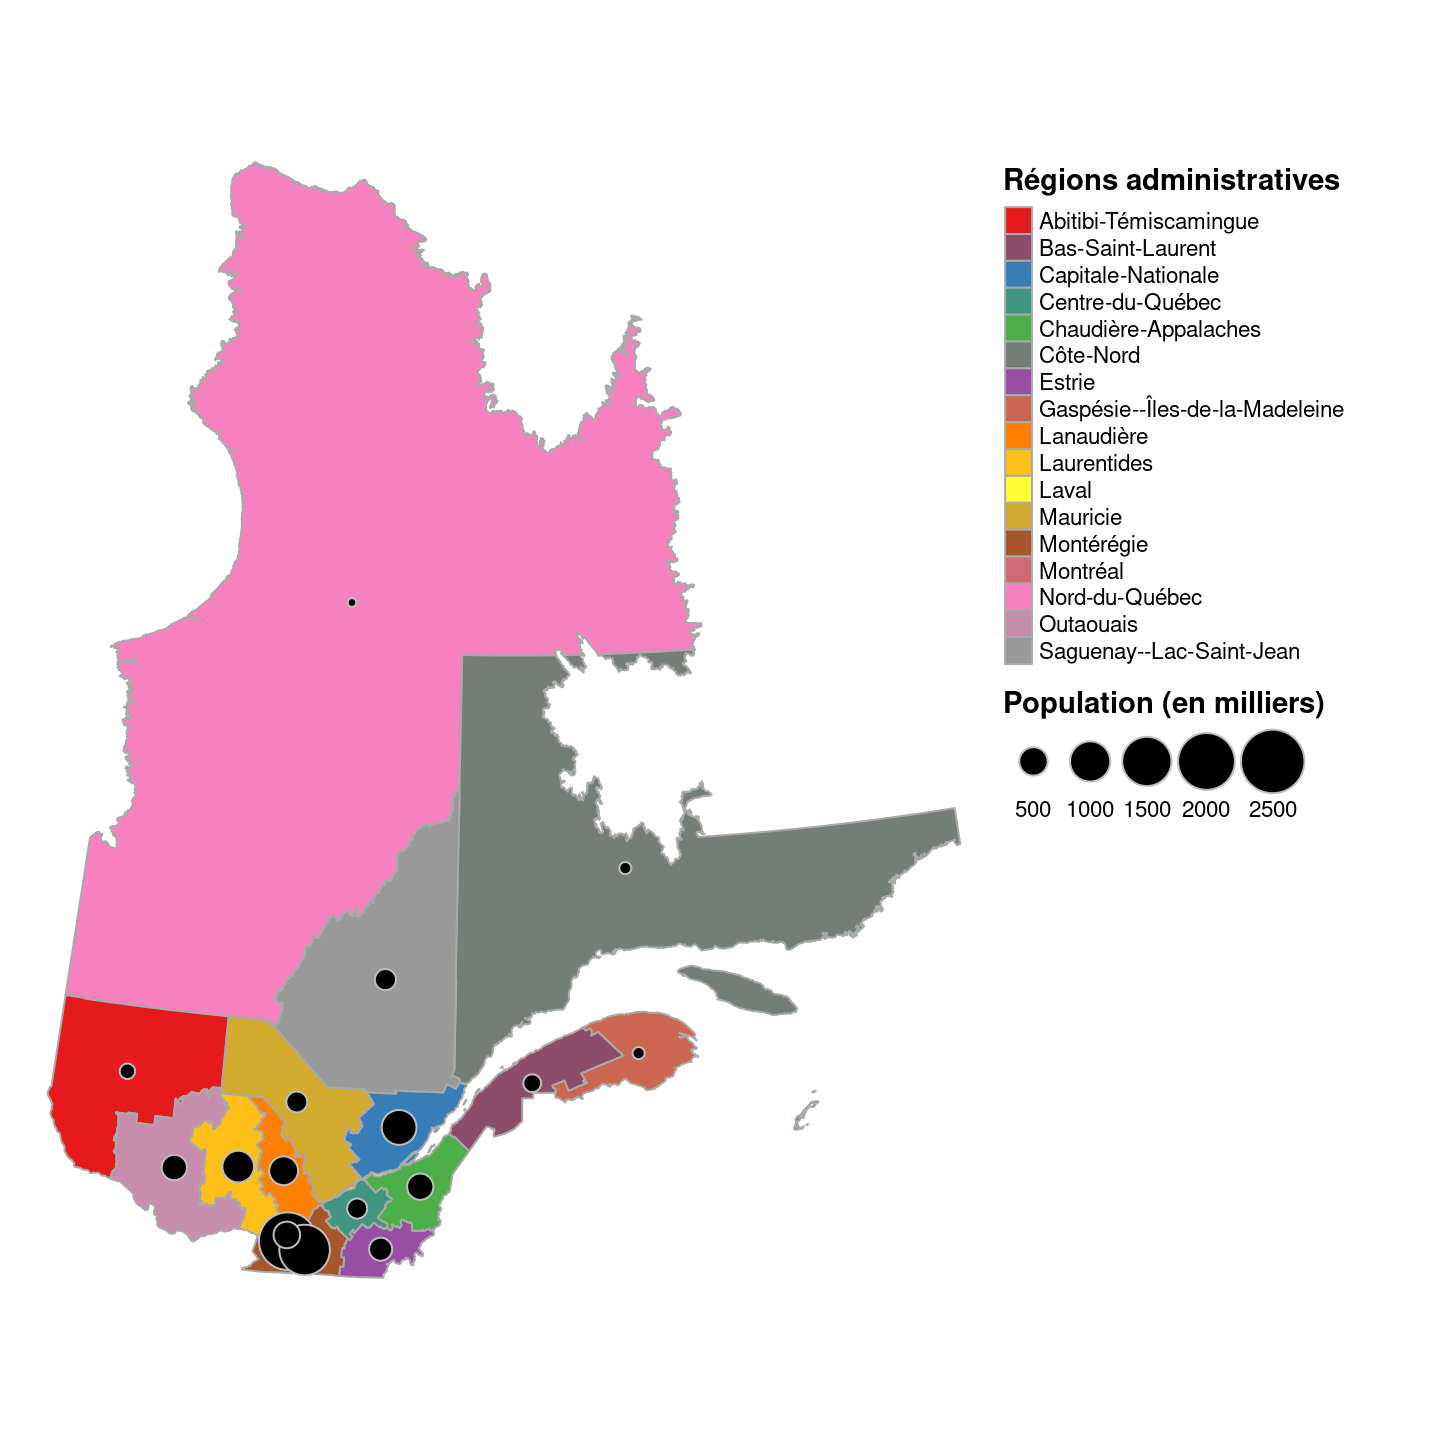 Régions administratives
Abitibi-Témiscamingue
Bas-Saint-Laurent
Capitale-Nationale
Centre-du-Québec
Chaudière-Appalaches
Côte-Nord
Estrie
Gaspésie--Îles-de-la-Madeleine
Lanaudière
Laurentides
Laval
Mauricie
Montérégie
Montréal
Nord-du-Québec
Outaouais
Saguenay--Lac-Saint-Jean
Population (en milliers)
500 1000 1500 2000 2500